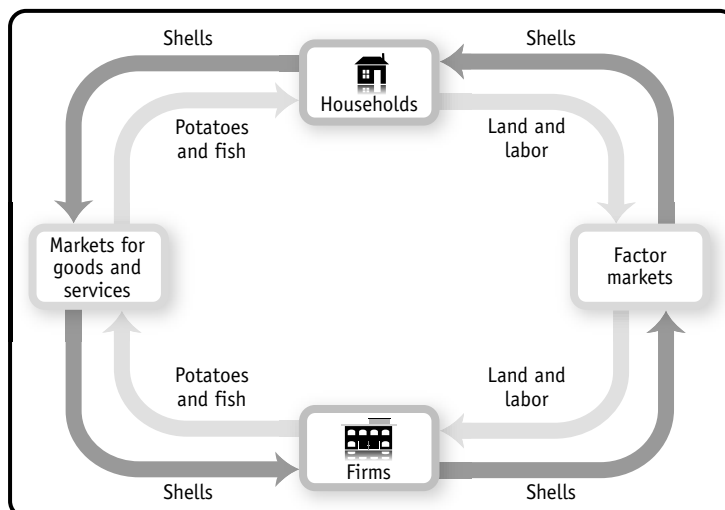 Shells
Shells
Households
Potatoes
and fish
Land and
labor
Markets for
goods and
services
Factor
markets
Potatoes
and fish
Land and
labor
Firms
Shells
Shells